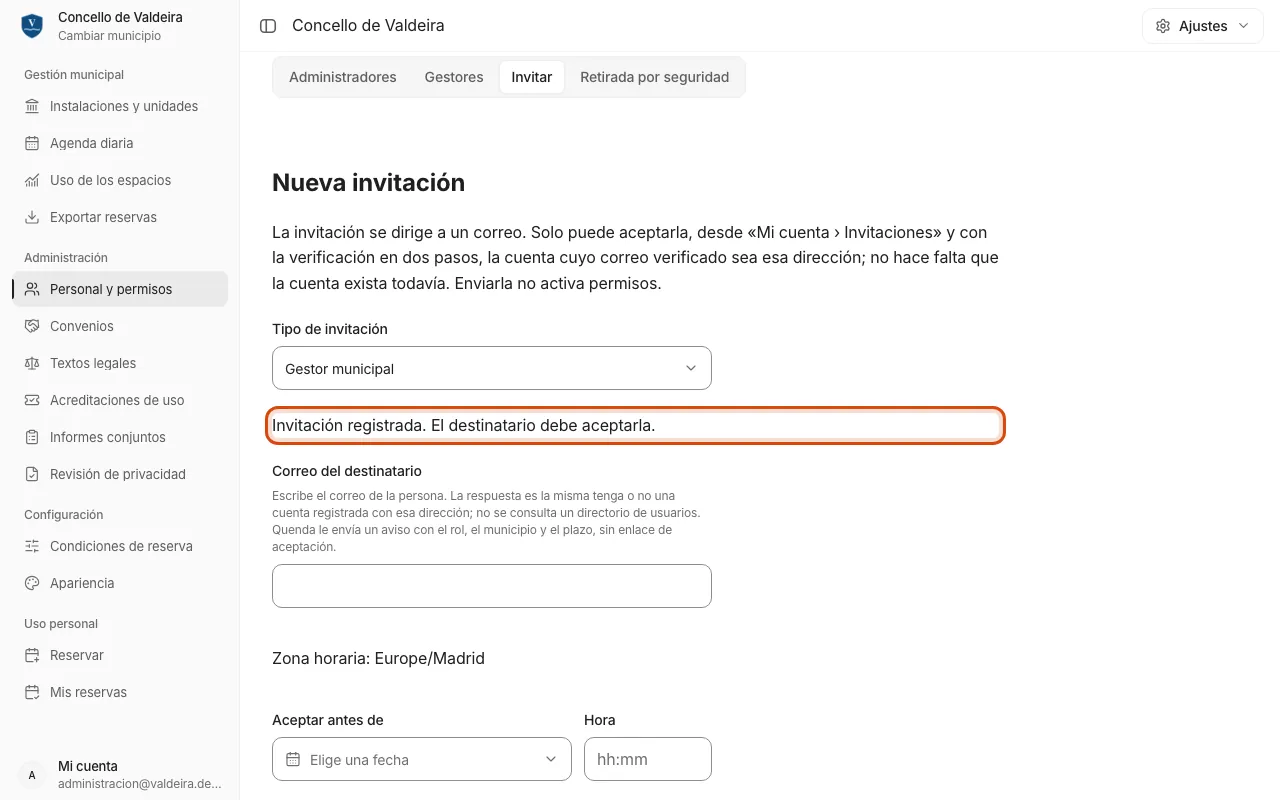 Concello de Valdeira
Cambiar municipio
Gestión municipal
Instalaciones y unidades
Agenda diaria
Uso de los espacios
Exportar reservas
Administración
Personal y permisos
Convenios
Textos legales
Acreditaciones de uso
Informes conjuntos
Revisión de privacidad
Configuración
Condiciones de reserva
Apariencia
Uso personal
Reservar
Mis reservas
A
Mi cuenta
administracion@valdeira.de...
Concello de Valdeira
Ajustes
Administradores Gestores Invitar Retirada por seguridad
Nueva invitación
La invitación se dirige a un correo. Solo puede aceptarla, desde «Mi cuenta › Invitaciones» y con
la verificación en dos pasos, la cuenta cuyo correo verificado sea esa dirección; no hace falta que
la cuenta exista todavía. Enviarla no activa permisos.
Tipo de invitación
Gestor municipal
Invitación registrada. El destinatario debe aceptarla.
Correo del destinatario
Escribe el correo de la persona. La respuesta es la misma tenga o no una
cuenta registrada con esa dirección; no se consulta un directorio de usuarios.
Quenda le envía un aviso con el rol, el municipio y el plazo, sin enlace de
aceptación.
Zona horaria: Europe/Madrid
Aceptar antes de Hora
Elige una fecha hh:mm